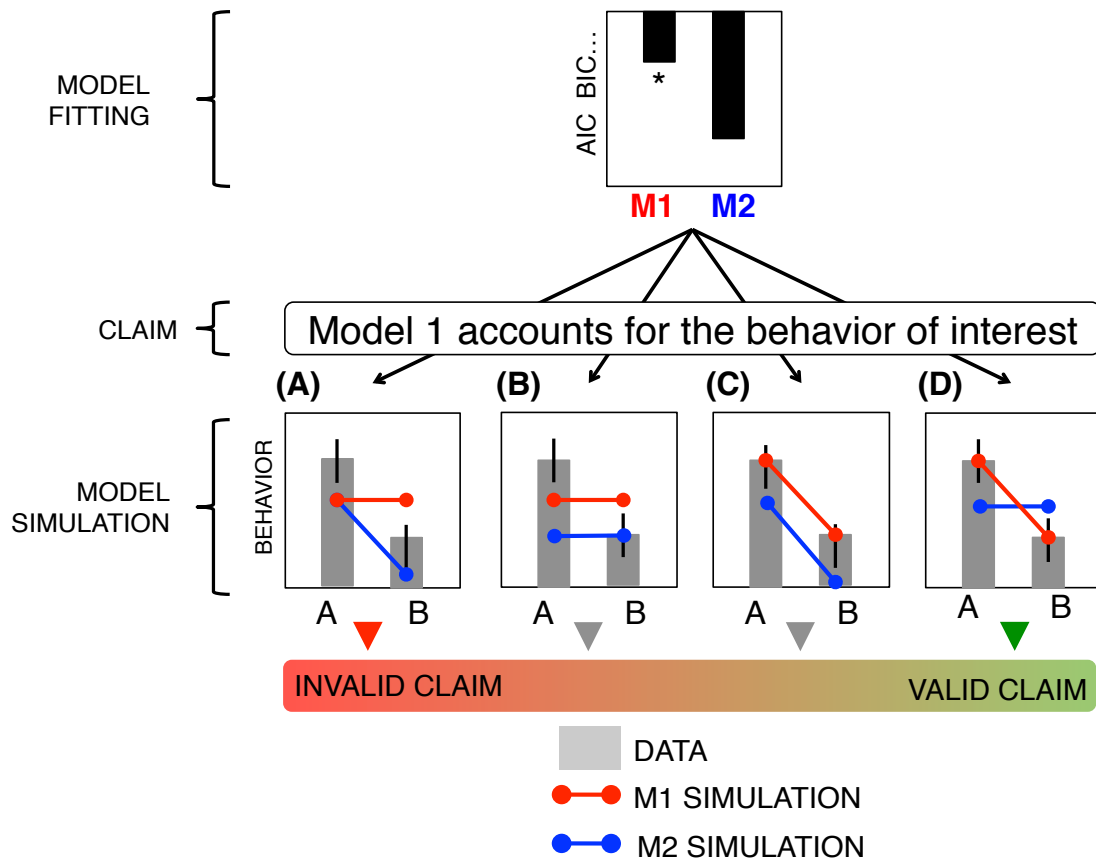 MODEL
FITTING
AIC BIC...
*
M1 M2
CLAIM
Model 1 accounts for the behavior of interest
(A) (B) (C) (D)
MODEL
SIMULATION
BEHAVIOR
A B A B A B A B
INVALID CLAIM VALID CLAIM
DATA
M1 SIMULATION
M2 SIMULATION